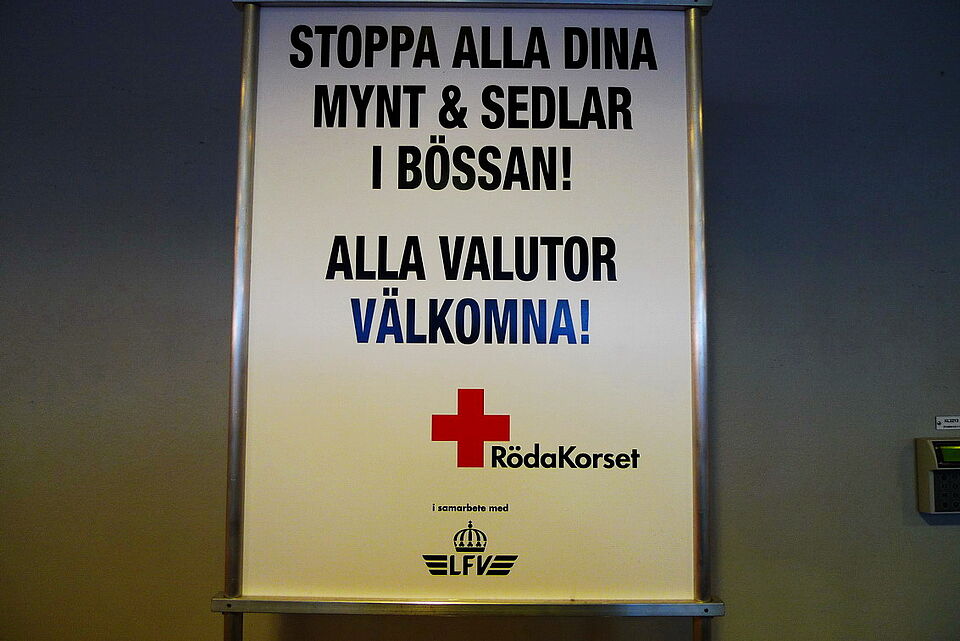 STOPPA ALLA DINA
MYNT & SEDLAR
I BÖSSAN!
ALLA VALUTOR
VÄLKOMNA!
RödaKorset
i samarbete med
LFV